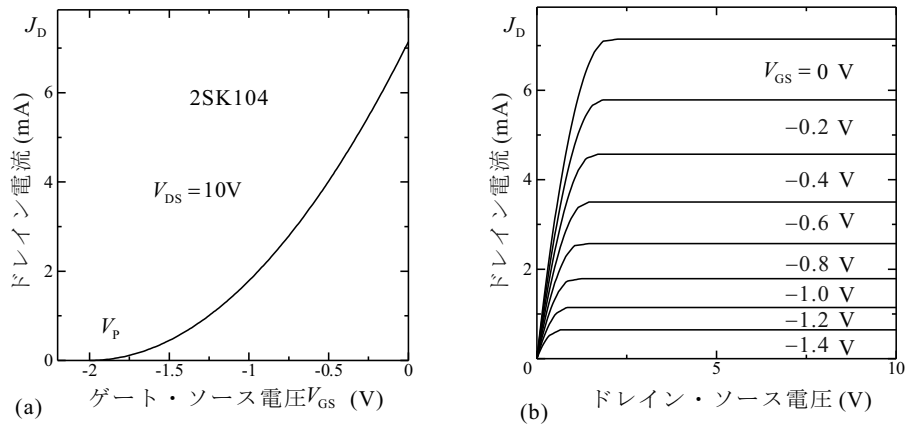 J_D
ドレイン電流 (mA)
6
4
2
0
2SK104
V_DS = 10V
V_P
-2
-1.5
-1
-0.5
0
(a)
ゲート・ソース電圧V_GS (V)
J_D
ドレイン電流 (mA)
6
4
2
0
V_GS = 0 V
−0.2 V
−0.4 V
−0.6 V
−0.8 V
−1.0 V
−1.2 V
−1.4 V
0
5
10
(b)
ドレイン・ソース電圧 (V)